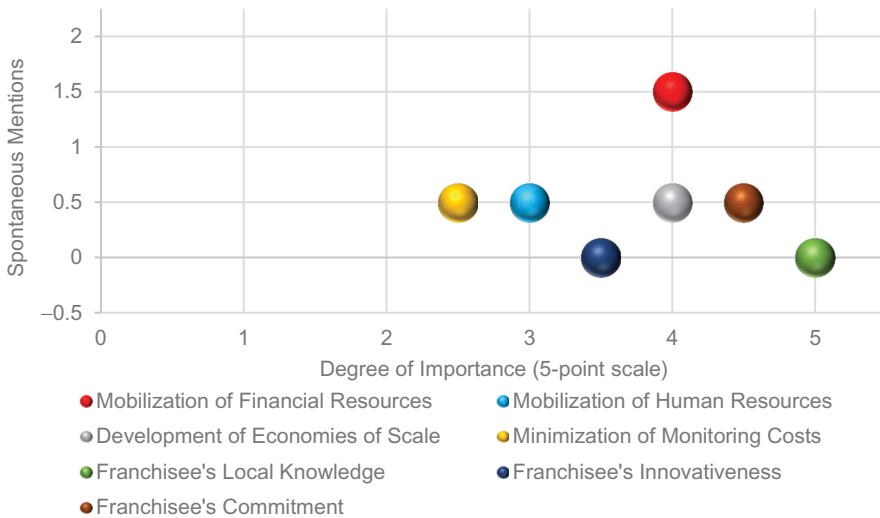 Spontaneous Mentions
2
1.5
1
0.5
0
–0.5
0 1 2 3 4 5
Degree of Importance (5-point scale)
Mobilization of Financial Resources
Mobilization of Human Resources
Development of Economies of Scale
Minimization of Monitoring Costs
Franchisee's Local Knowledge
Franchisee's Innovativeness
Franchisee's Commitment